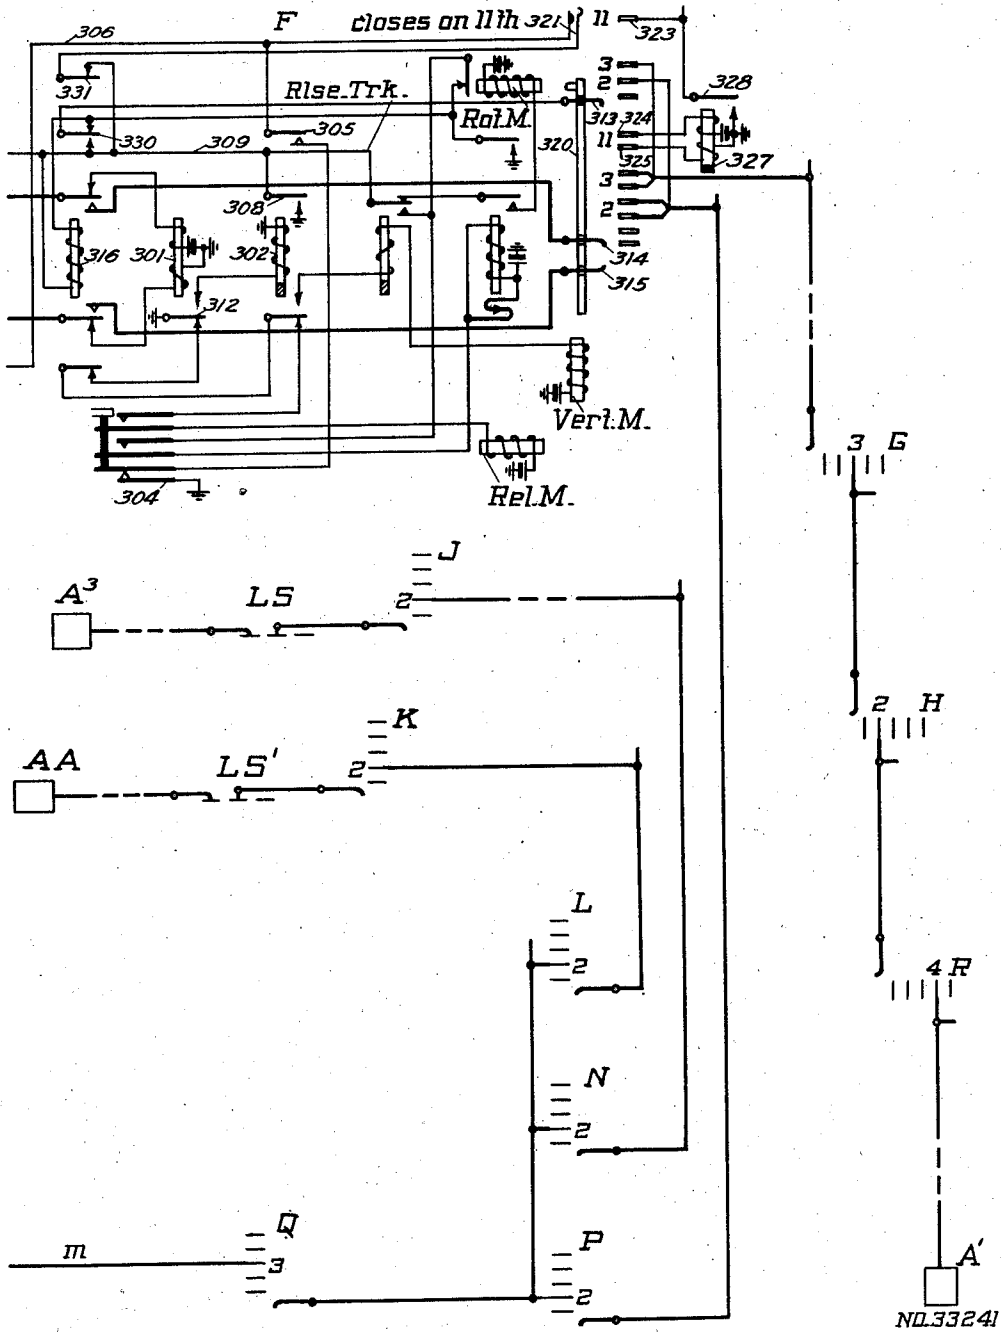 306
F
closes on 11th 321
11
323
331
Rlse.Trk.
Rot.M.
3
2
328
313
324
330
309
305
320
11
325
327
308
3
2
316
301
302
314
315
312
Vert.M.
304
Rel.M.
3 G
J
A³
LS
2
2 H
K
AA
LS'
2
L
2
4 R
N
2
Q
m
3
P
2
A'
NO.33241